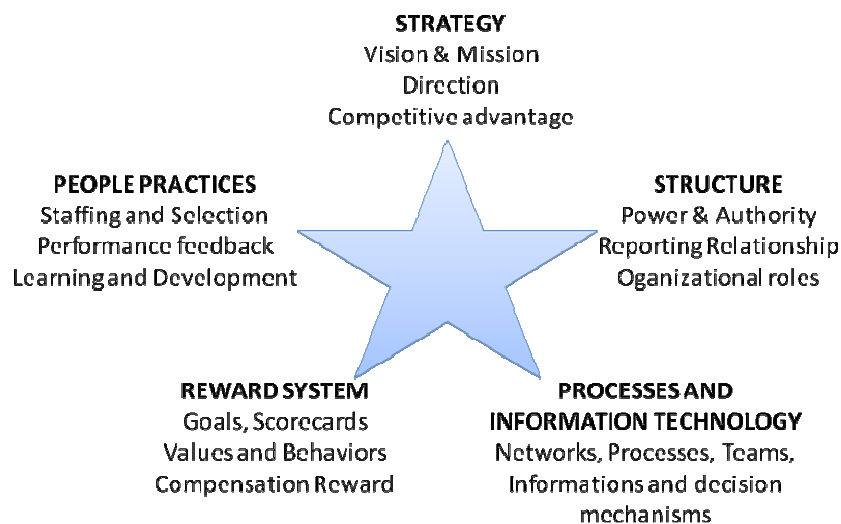 STRATEGY
Vision & Mission
Direction
Competitive advantage
PEOPLE PRACTICES
Staffing and Selection
Performance feedback
Learning and Development
STRUCTURE
Power & Authority
Reporting Relationship
Oganizational roles
REWARD SYSTEM
Goals, Scorecards
Values and Behaviors
Compensation Reward
PROCESSES AND
INFORMATION TECHNOLOGY
Networks, Processes, Teams,
Informations and decision
mechanisms